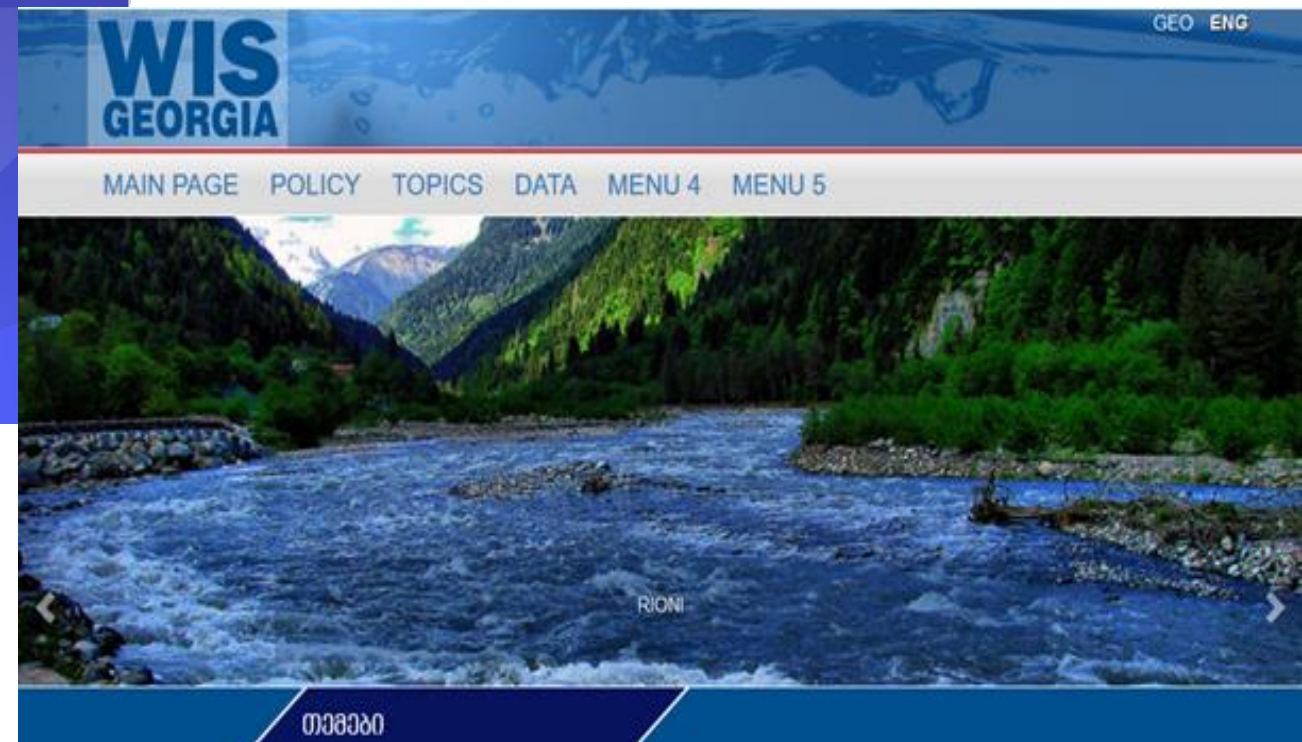 GEO ENG
WIS
GEORGIA
MAIN PAGE POLICY TOPICS DATA MENU 4 MENU 5
RIONI
თემები